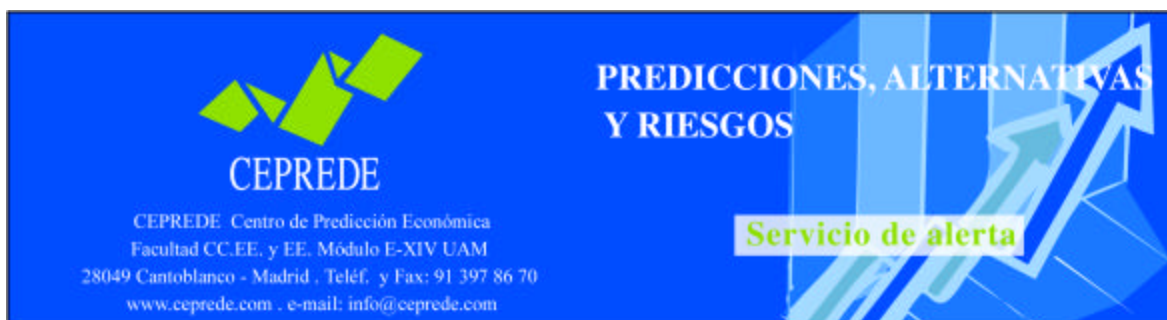 CEPREDE
CEPREDE Centro de Predicción Económica
Facultad CC.EE. y EE. Módulo E-XIV UAM
28049 Cantoblanco - Madrid . Teléf. y Fax: 91 397 86 70
www.ceprede.com . e-mail: info@ceprede.com
PREDICCIONES, ALTERNATIVAS
Y RIESGOS
Servicio de alerta